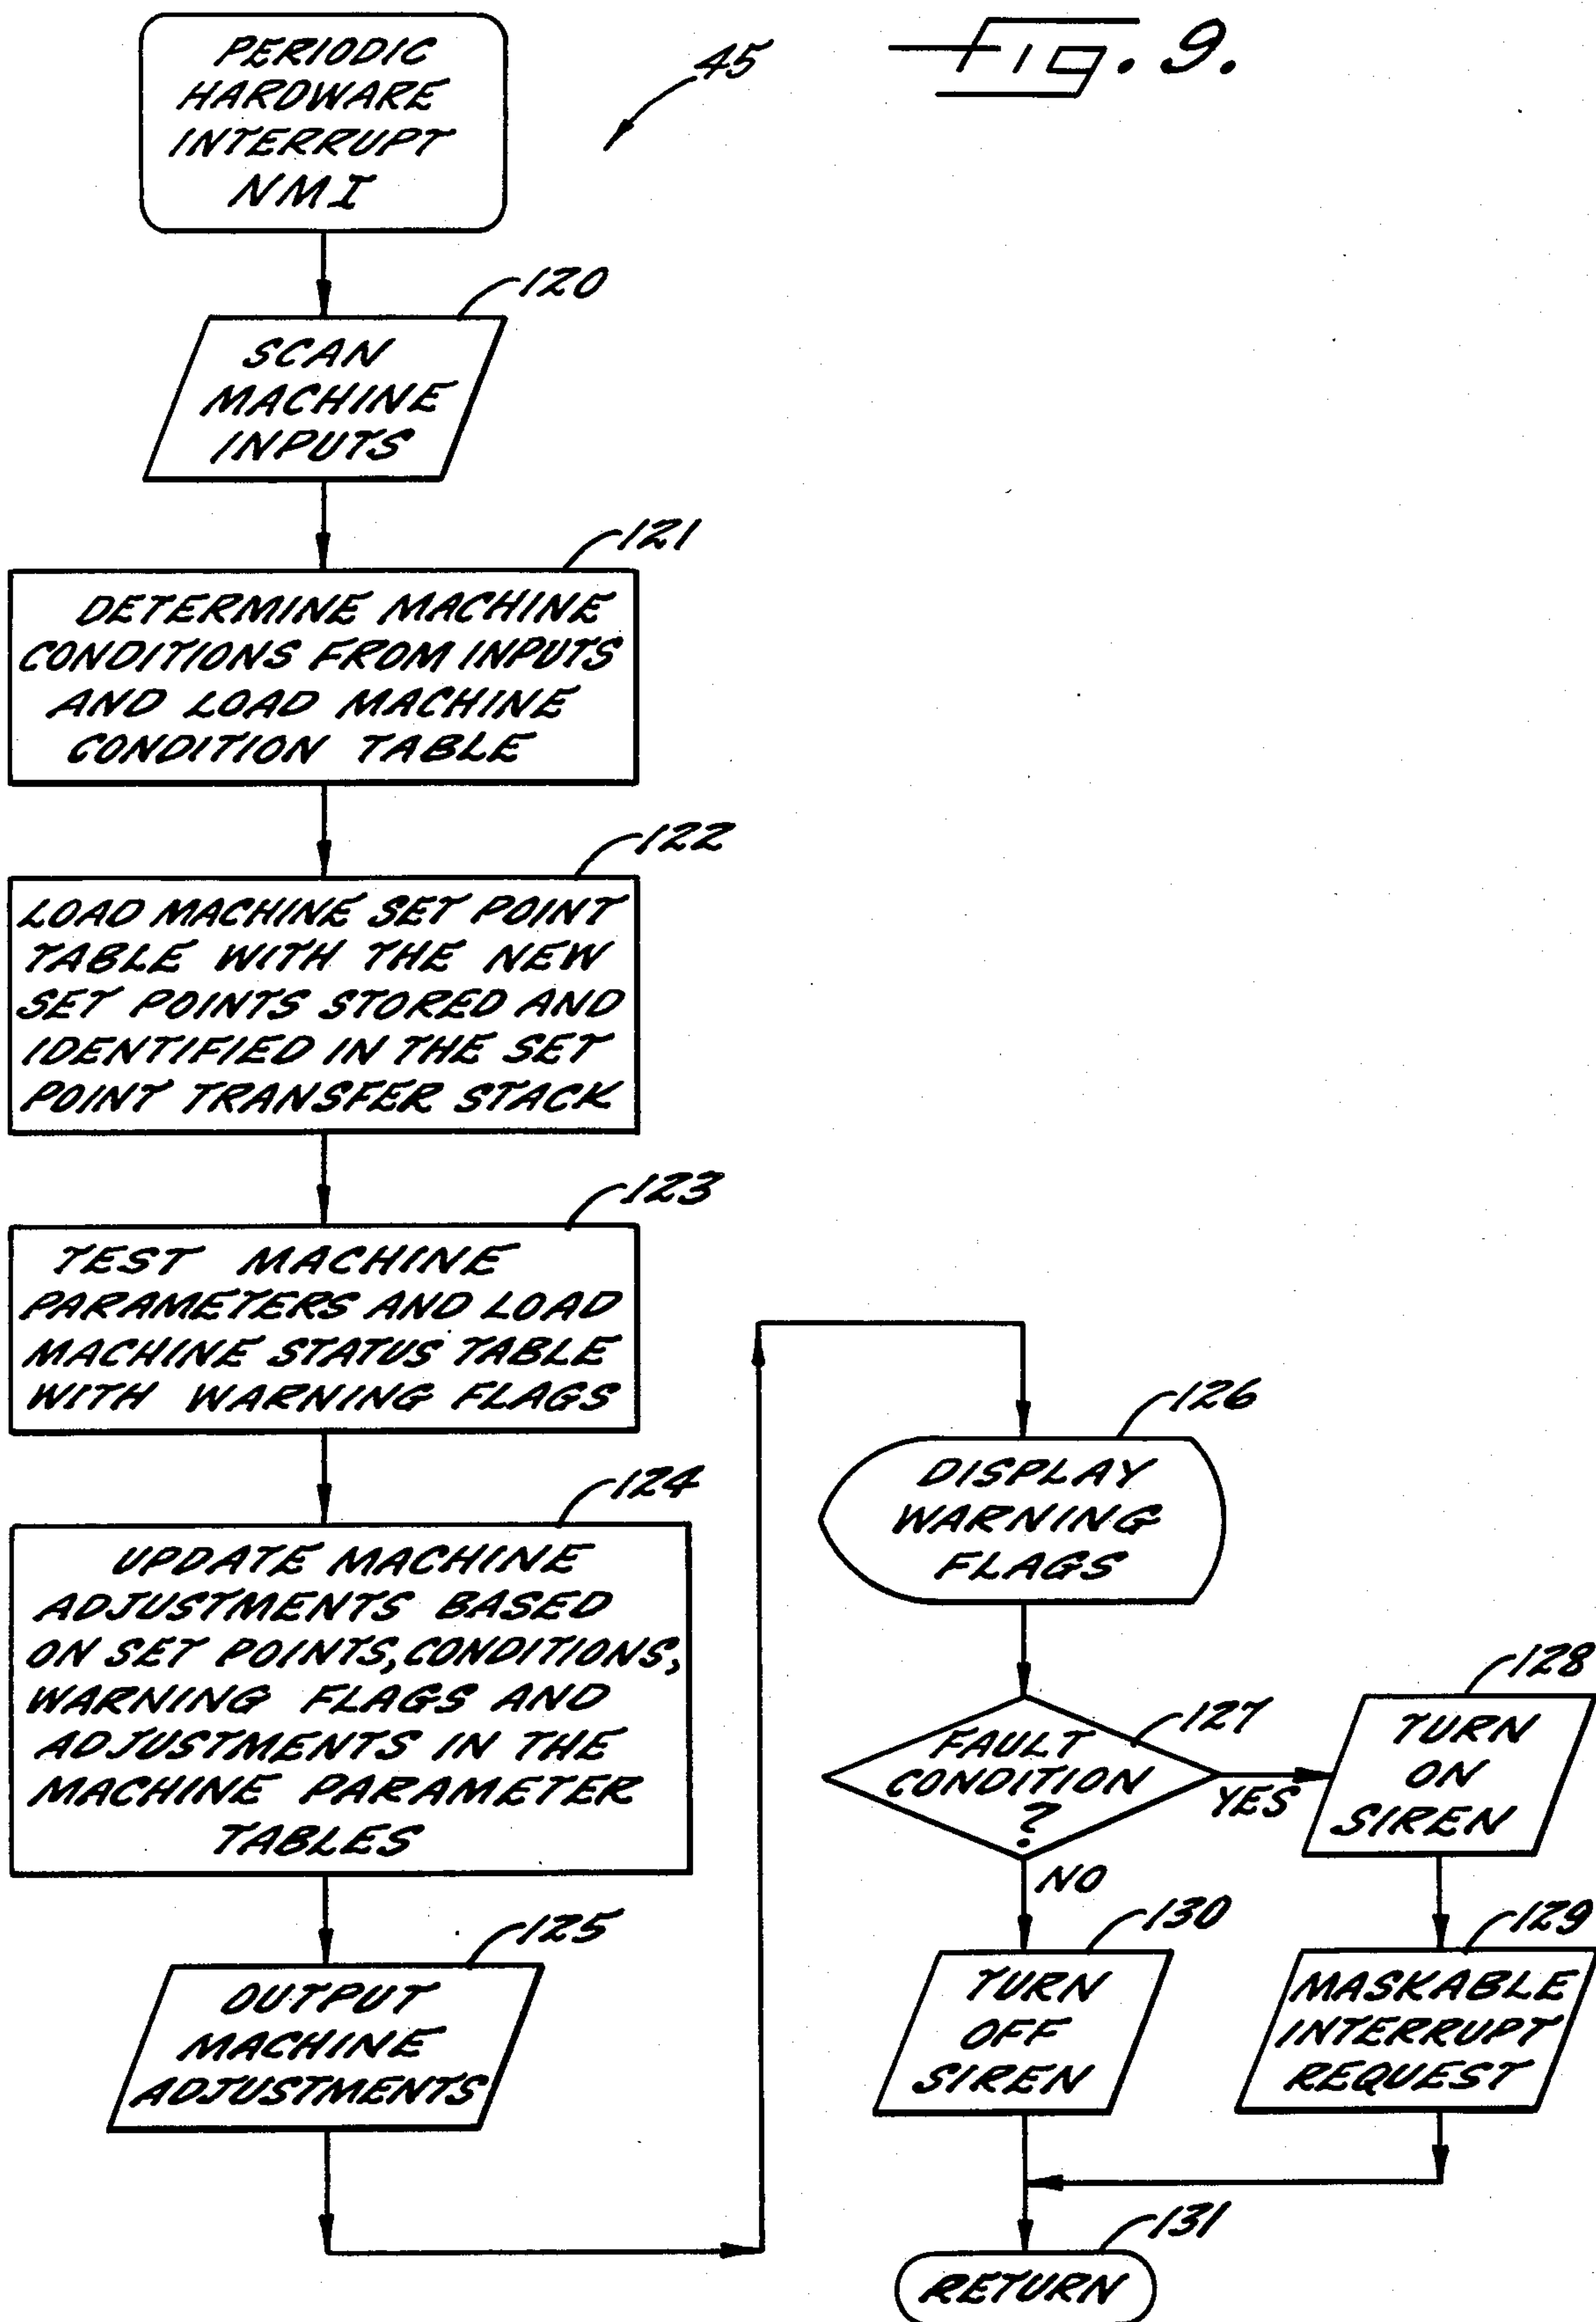 Fig. 9.
45
PERIODIC
HARDWARE
INTERRUPT
NMI
120
SCAN
MACHINE
INPUTS
121
DETERMINE MACHINE
CONDITIONS FROM INPUTS
AND LOAD MACHINE
CONDITION TABLE
122
LOAD MACHINE SET POINT
TABLE WITH THE NEW
SET POINTS STORED AND
IDENTIFIED IN THE SET
POINT TRANSFER STACK
123
TEST MACHINE
PARAMETERS AND LOAD
MACHINE STATUS TABLE
WITH WARNING FLAGS
124
UPDATE MACHINE
ADJUSTMENTS BASED
ON SET POINTS, CONDITIONS,
WARNING FLAGS AND
ADJUSTMENTS IN THE
MACHINE PARAMETER
TABLES
125
OUTPUT
MACHINE
ADJUSTMENTS
126
DISPLAY
WARNING
FLAGS
127
FAULT
CONDITION
?
YES
NO
128
TURN
ON
SIREN
129
MASKABLE
INTERRUPT
REQUEST
130
TURN
OFF
SIREN
131
RETURN